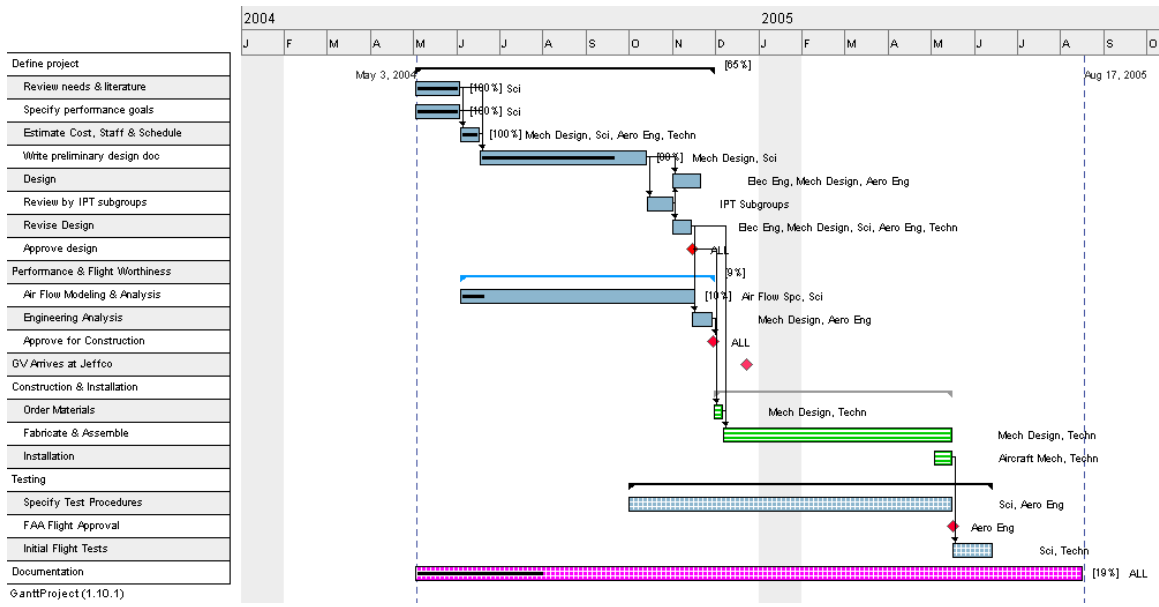 2004 2005
J F M A M J J A S O N D J F M A M J J A S O
Define project [65%]
May 3, 2004 Aug 17, 2005
Review needs & literature [100%] Sci
Specify performance goals [100%] Sci
Estimate Cost, Staff & Schedule [100%] Mech Design, Sci, Aero Eng, Techn
Write preliminary design doc Mech Design, Sci
Design Elec Eng, Mech Design, Aero Eng
Review by IPT subgroups IPT Subgroups
Revise Design Elec Eng, Mech Design, Sci, Aero Eng, Techn
Approve design ALL
Performance & Flight Worthiness [9%]
Air Flow Modeling & Analysis [10%] Air Flow Spc, Sci
Engineering Analysis Mech Design, Aero Eng
Approve for Construction ALL
GV Arrives at Jeffco
Construction & Installation
Order Materials Mech Design, Techn
Fabricate & Assemble Mech Design, Techn
Installation Aircraft Mech, Techn
Testing
Specify Test Procedures Sci, Aero Eng
FAA Flight Approval Aero Eng
Initial Flight Tests Sci, Techn
Documentation [19%] ALL
GanttProject (1.10.1)